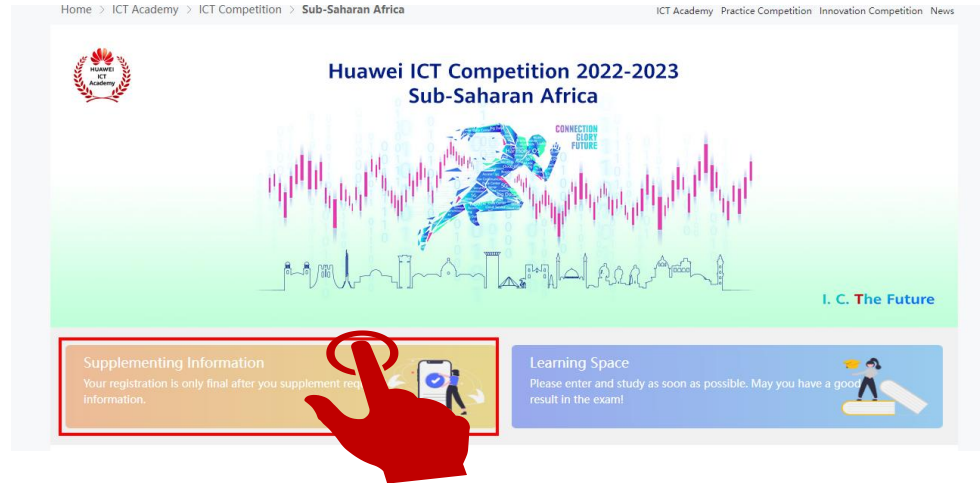 Home > ICT Academy > ICT Competition > Sub-Saharan Africa
ICT Academy Practice Competition Innovation Competition News
HUAWEI
ICT
Academy
Huawei ICT Competition 2022-2023
Sub-Saharan Africa
CONNECTION
GLORY
FUTURE
I. C. The Future
Supplementing Information
Your registration is only final after you supplement req
information.
Learning Space
Please enter and study as soon as possible. May you have a good
result in the exam!